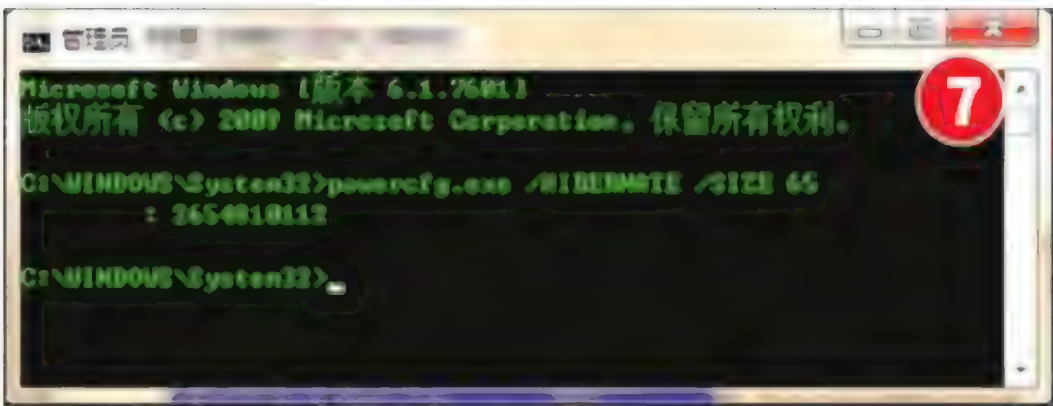 管理员
Microsoft Windows [版本 6.1.7601]
版权所有 (c) 2009 Microsoft Corporation。保留所有权利。
C:\WINDOWS\System32>powercfg.exe /HIBERNATE /SIZE 65
: 2654810112
C:\WINDOWS\System32>
7